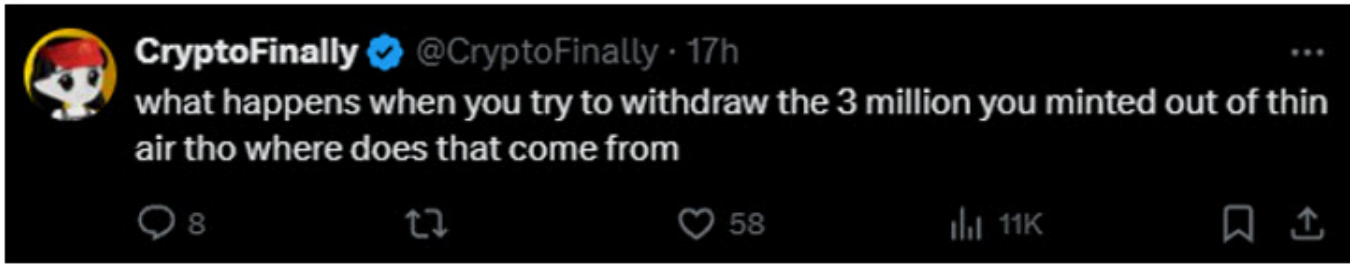 CryptoFinally @CryptoFinally · 17h
what happens when you try to withdraw the 3 million you minted out of thin
air tho where does that come from
8 58 11K